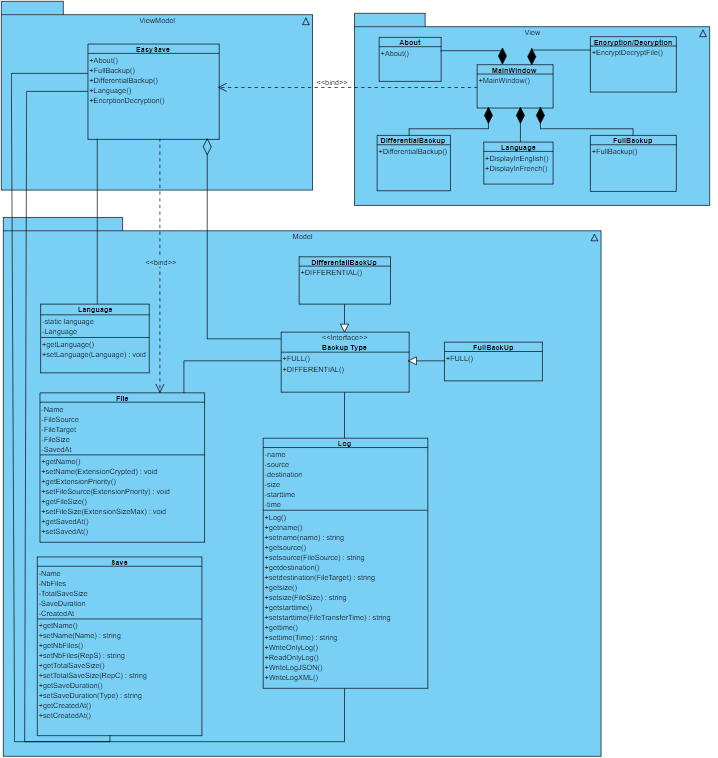 ViewModel
EasySave
+About()
+FullBackup()
+DifferentialBackup()
+Language()
+EncrptionDecryption()
<<bind>>
View
About
+About()
Encryption/Decryption
+EncryptDecryptFile()
MainWindow
+MainWindow()
DifferentialBackup
+DifferentialBackup()
Language
+DisplayInEnglish()
+DisplayInFrench()
FullBackup
+FullBackup()
Model
<<bind>>
DifferentailBackUp
+DIFFERENTIAL()
Language
-static language
-Language
+getLanguage()
+setLanguage(Language) : void
<<Interface>>
Backup Type
+FULL()
+DIFFERENTIAL()
FullBackUp
+FULL()
File
-Name
-FileSource
-FileTarget
-FileSize
-SavedAt
+getName()
+setName(ExtensionCrypted) : void
+getExtensionPriority()
+setFileSource(ExtensionPriority) : void
+getFileSize()
+setFileSize(ExtensionSizeMax) : void
+getSavedAt()
+setSavedAt()
Log
-name
-source
-destination
-size
-starttime
-time
+Log()
+getname()
+setname(name) : string
+getsource()
+setsource(FileSource) : string
+getdestination()
+setdestination(FileTarget) : string
+getsize()
+setsize(FileSize) : string
+getstarttime()
+setstarttime(FileTransferTime) : string
+gettime()
+settime(Time) : string
+WriteOnlyLog()
+ReadOnlyLog()
+WriteLogJSON()
+WriteLogXML()
Save
-Name
-NbFiles
-TotalSaveSize
-SaveDuration
-CreatedAt
+getName()
+setName(Name) : string
+getNbFiles()
+setNbFiles(RepS) : string
+getTotalSaveSize()
+setTotalSaveSize(RepC) : string
+getSaveDuration()
+setSaveDuration(Type) : string
+getCreatedAt()
+setCreatedAt()